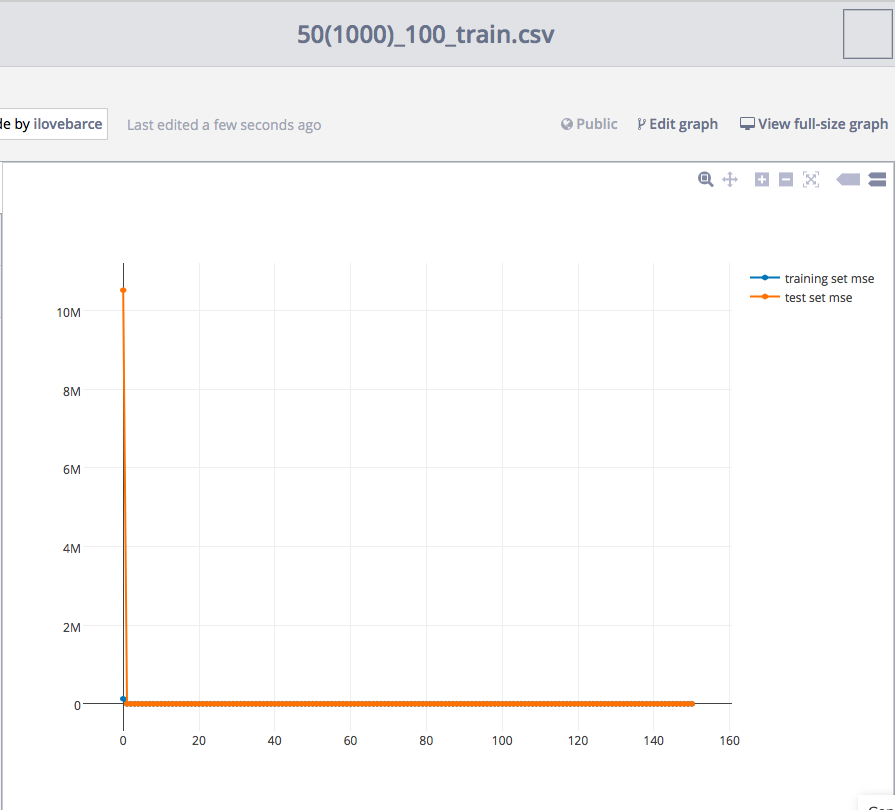 50(1000)_100_train.csv
de by ilovebarce
Last edited a few seconds ago
Public
Edit graph
View full-size graph
training set mse
test set mse
10M
8M
6M
4M
2M
0
0 20 40 60 80 100 120 140 160